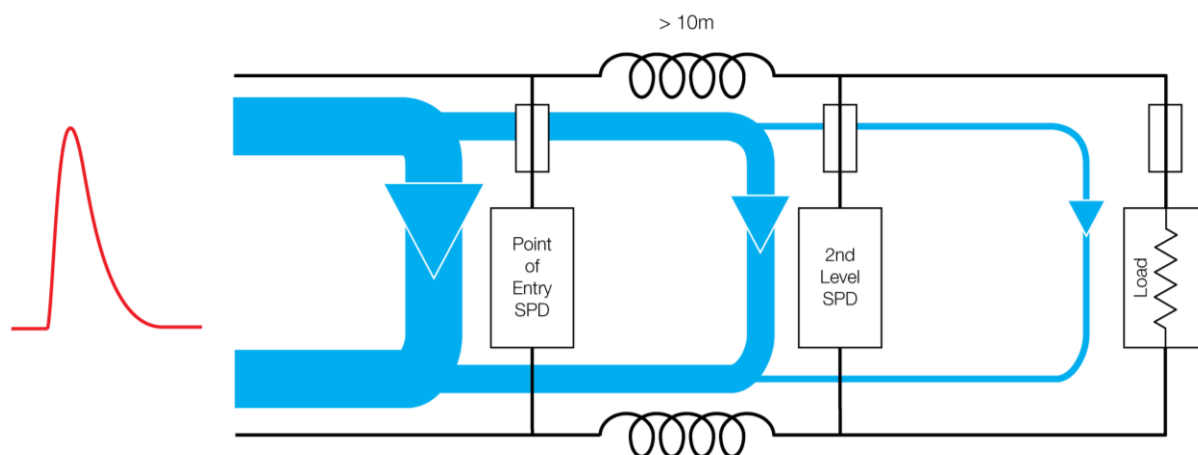 > 10m
Point
of
Entry
SPD
2nd
Level
SPD
Load